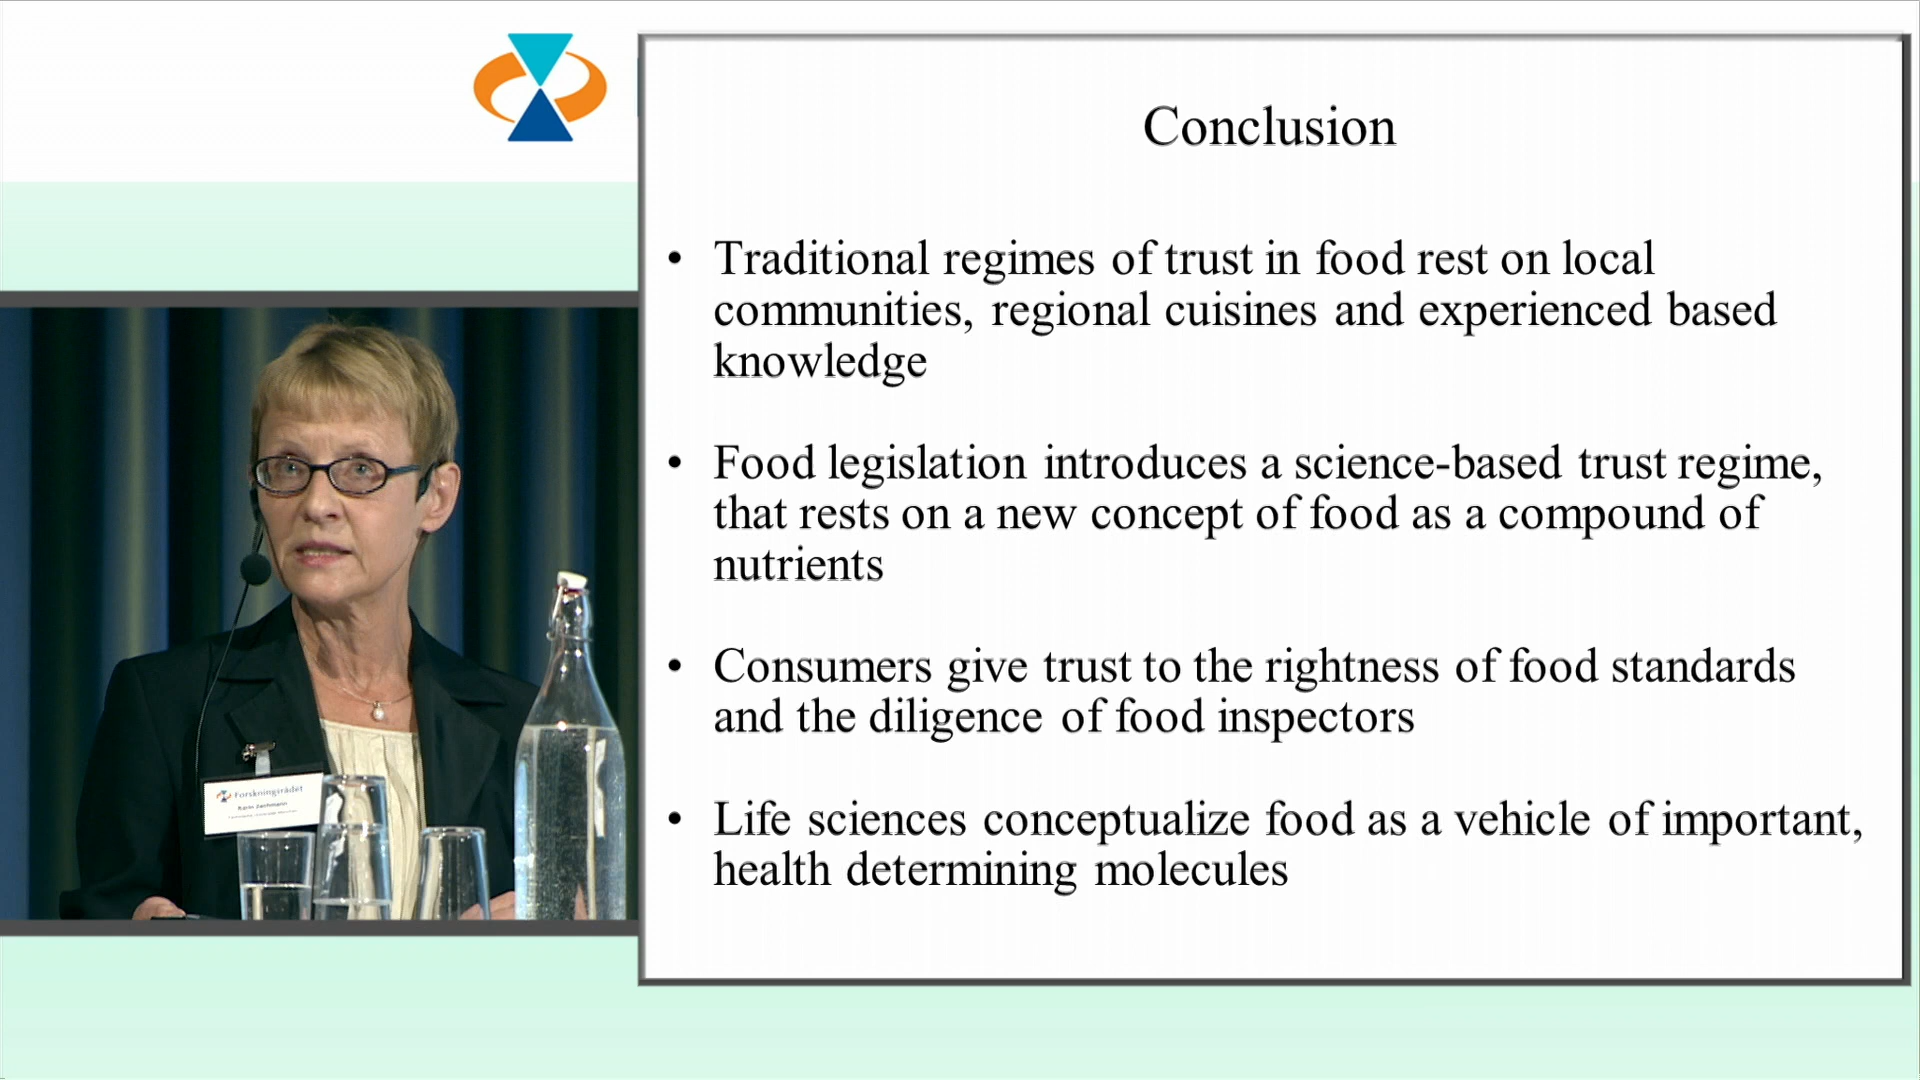 Conclusion
• Traditional regimes of trust in food rest on local
communities, regional cuisines and experienced based
knowledge
• Food legislation introduces a science-based trust regime,
that rests on a new concept of food as a compound of
nutrients
• Consumers give trust to the rightness of food standards
and the diligence of food inspectors
• Life sciences conceptualize food as a vehicle of important,
health determining molecules
Forskningsrådet
Karin Zachmann